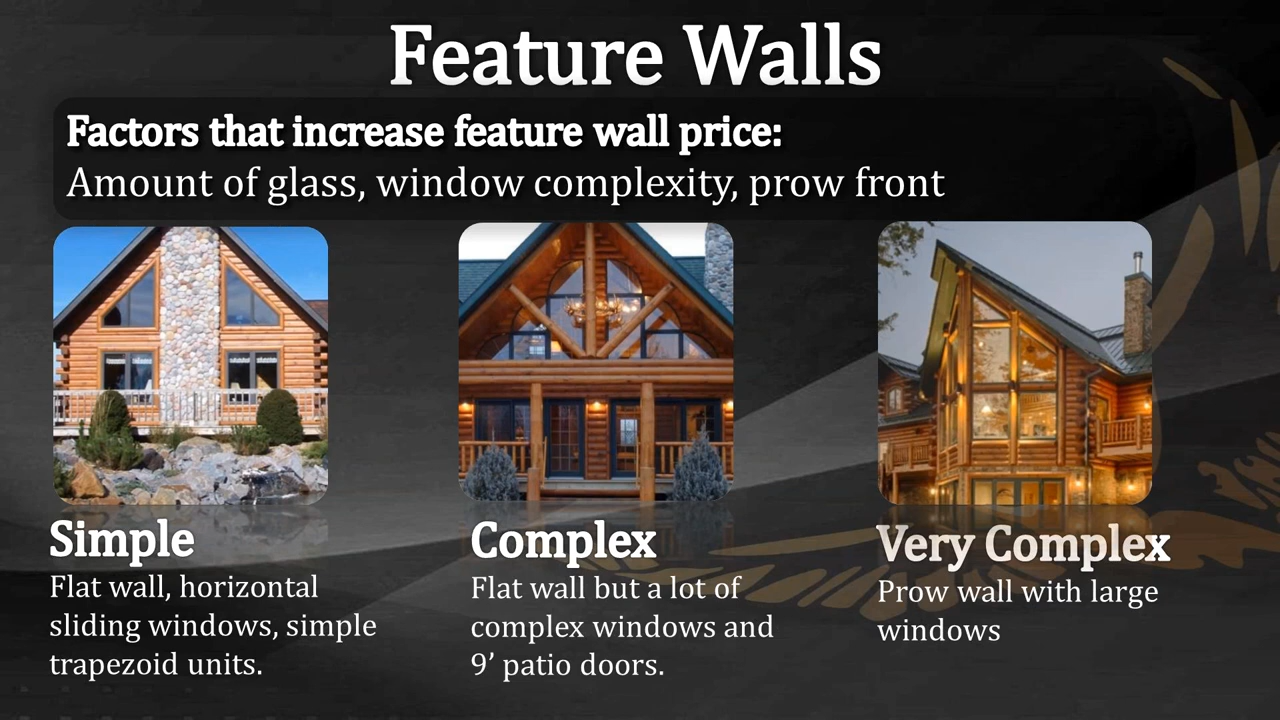 Feature Walls
Factors that increase feature wall price:
Amount of glass, window complexity, prow front
Simple
Flat wall, horizontal
sliding windows, simple
trapezoid units.
Complex
Flat wall but a lot of
complex windows and
9’ patio doors.
Very Complex
Prow wall with large
windows